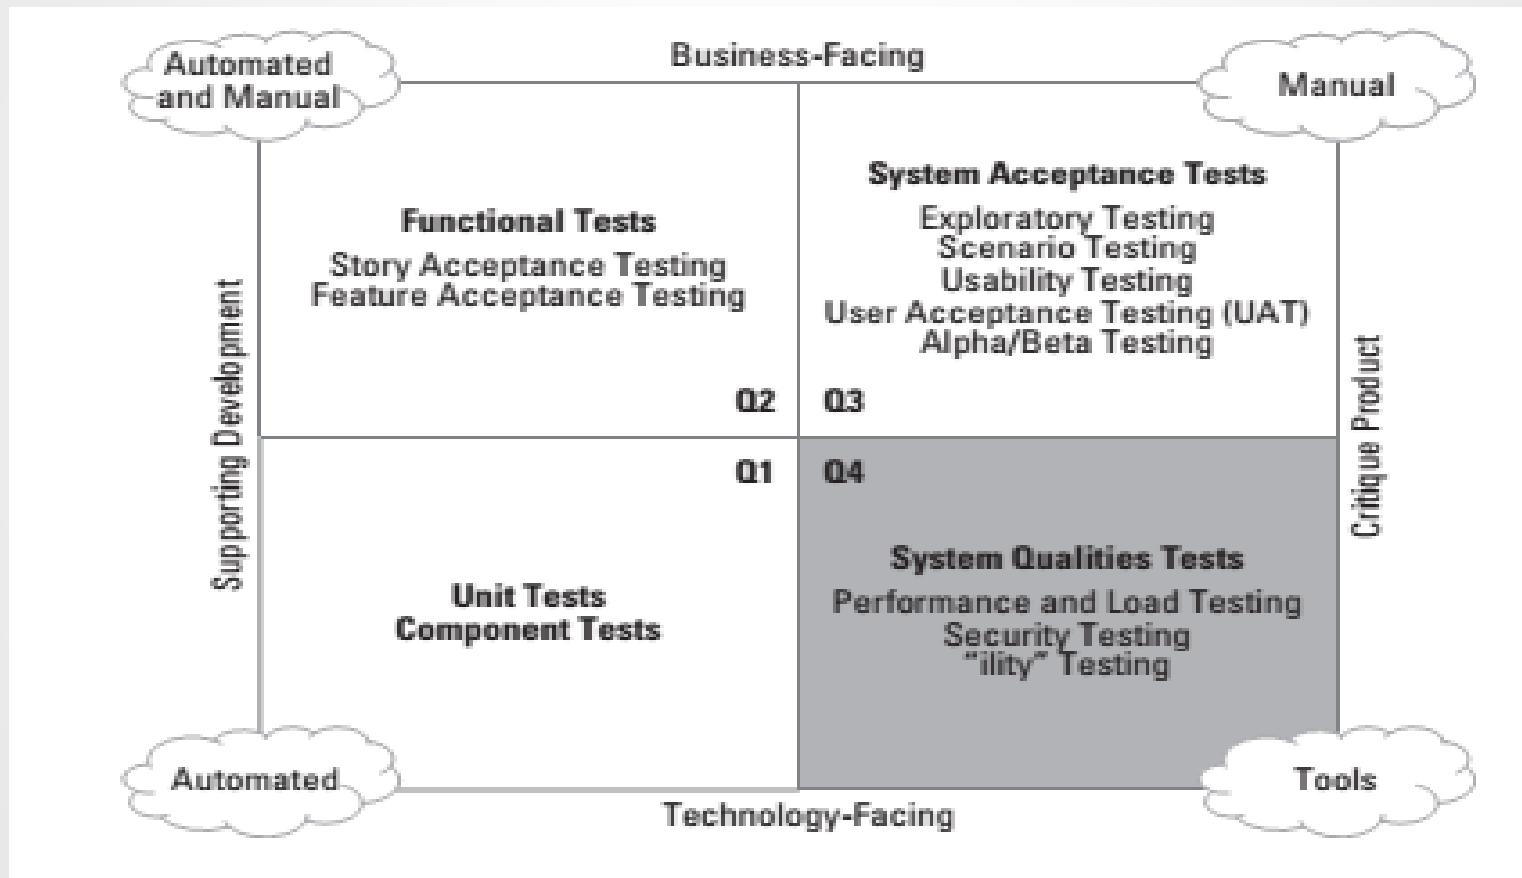 Business-Facing
Automated
and Manual
Manual
Functional Tests
Story Acceptance Testing
Feature Acceptance Testing
Q2
System Acceptance Tests
Exploratory Testing
Scenario Testing
Usability Testing
User Acceptance Testing (UAT)
Alpha/Beta Testing
Q3
Supporting Development
Critique Product
Q1
Unit Tests
Component Tests
Q4
System Qualities Tests
Performance and Load Testing
Security Testing
“ility” Testing
Automated
Tools
Technology-Facing